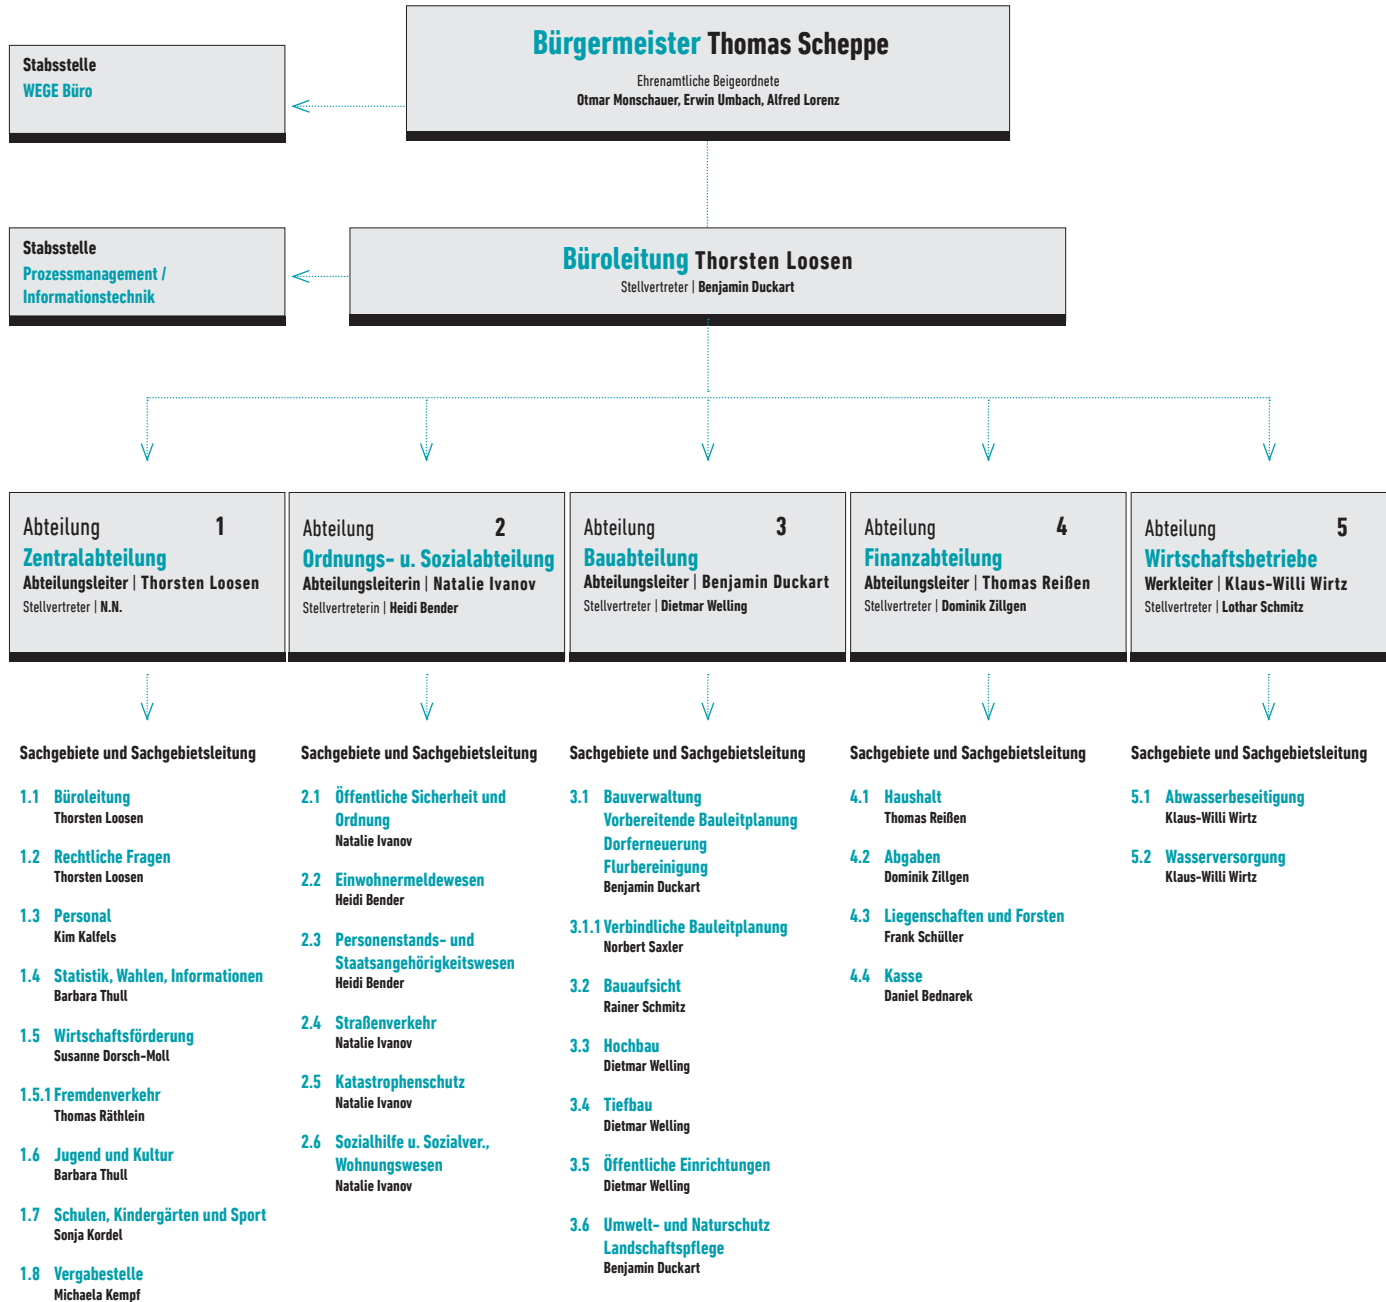 Bürgermeister Thomas Scheppe
Ehrenamtliche Beigeordnete
Otmar Monschauer, Erwin Umbach, Alfred Lorenz
Stabsstelle
WEGE Büro
Büroleitung Thorsten Loosen
Stellvertreter | Benjamin Duckart
Stabsstelle
Prozessmanagement /
Informationstechnik
Abteilung 1
Zentralabteilung
Abteilungsleiter | Thorsten Loosen
Stellvertreter | N.N.
Abteilung 2
Ordnungs- u. Sozialabteilung
Abteilungsleiterin | Natalie Ivanov
Stellvertreterin | Heidi Bender
Abteilung 3
Bauabteilung
Abteilungsleiter | Benjamin Duckart
Stellvertreter | Dietmar Welling
Abteilung 4
Finanzabteilung
Abteilungsleiter | Thomas Reißen
Stellvertreter | Dominik Zillgen
Abteilung 5
Wirtschaftsbetriebe
Werkleiter | Klaus-Willi Wirtz
Stellvertreter | Lothar Schmitz
Sachgebiete und Sachgebietsleitung
1.1 Büroleitung
Thorsten Loosen
1.2 Rechtliche Fragen
Thorsten Loosen
1.3 Personal
Kim Kalfels
1.4 Statistik, Wahlen, Informationen
Barbara Thull
1.5 Wirtschaftsförderung
Susanne Dorsch-Moll
1.5.1 Fremdenverkehr
Thomas Räthlein
1.6 Jugend und Kultur
Barbara Thull
1.7 Schulen, Kindergärten und Sport
Sonja Kordel
1.8 Vergabestelle
Michaela Kempf
Sachgebiete und Sachgebietsleitung
2.1 Öffentliche Sicherheit und
Ordnung
Natalie Ivanov
2.2 Einwohnermeldewesen
Heidi Bender
2.3 Personenstands- und
Staatsangehörigkeitswesen
Heidi Bender
2.4 Straßenverkehr
Natalie Ivanov
2.5 Katastrophenschutz
Natalie Ivanov
2.6 Sozialhilfe u. Sozialver.,
Wohnungswesen
Natalie Ivanov
Sachgebiete und Sachgebietsleitung
3.1 Bauverwaltung
Vorbereitende Bauleitplanung
Dorferneuerung
Flurbereinigung
Benjamin Duckart
3.1.1 Verbindliche Bauleitplanung
Norbert Saxler
3.2 Bauaufsicht
Rainer Schmitz
3.3 Hochbau
Dietmar Welling
3.4 Tiefbau
Dietmar Welling
3.5 Öffentliche Einrichtungen
Dietmar Welling
3.6 Umwelt- und Naturschutz
Landschaftspflege
Benjamin Duckart
Sachgebiete und Sachgebietsleitung
4.1 Haushalt
Thomas Reißen
4.2 Abgaben
Dominik Zillgen
4.3 Liegenschaften und Forsten
Frank Schüller
4.4 Kasse
Daniel Bednarek
Sachgebiete und Sachgebietsleitung
5.1 Abwasserbeseitigung
Klaus-Willi Wirtz
5.2 Wasserversorgung
Klaus-Willi Wirtz